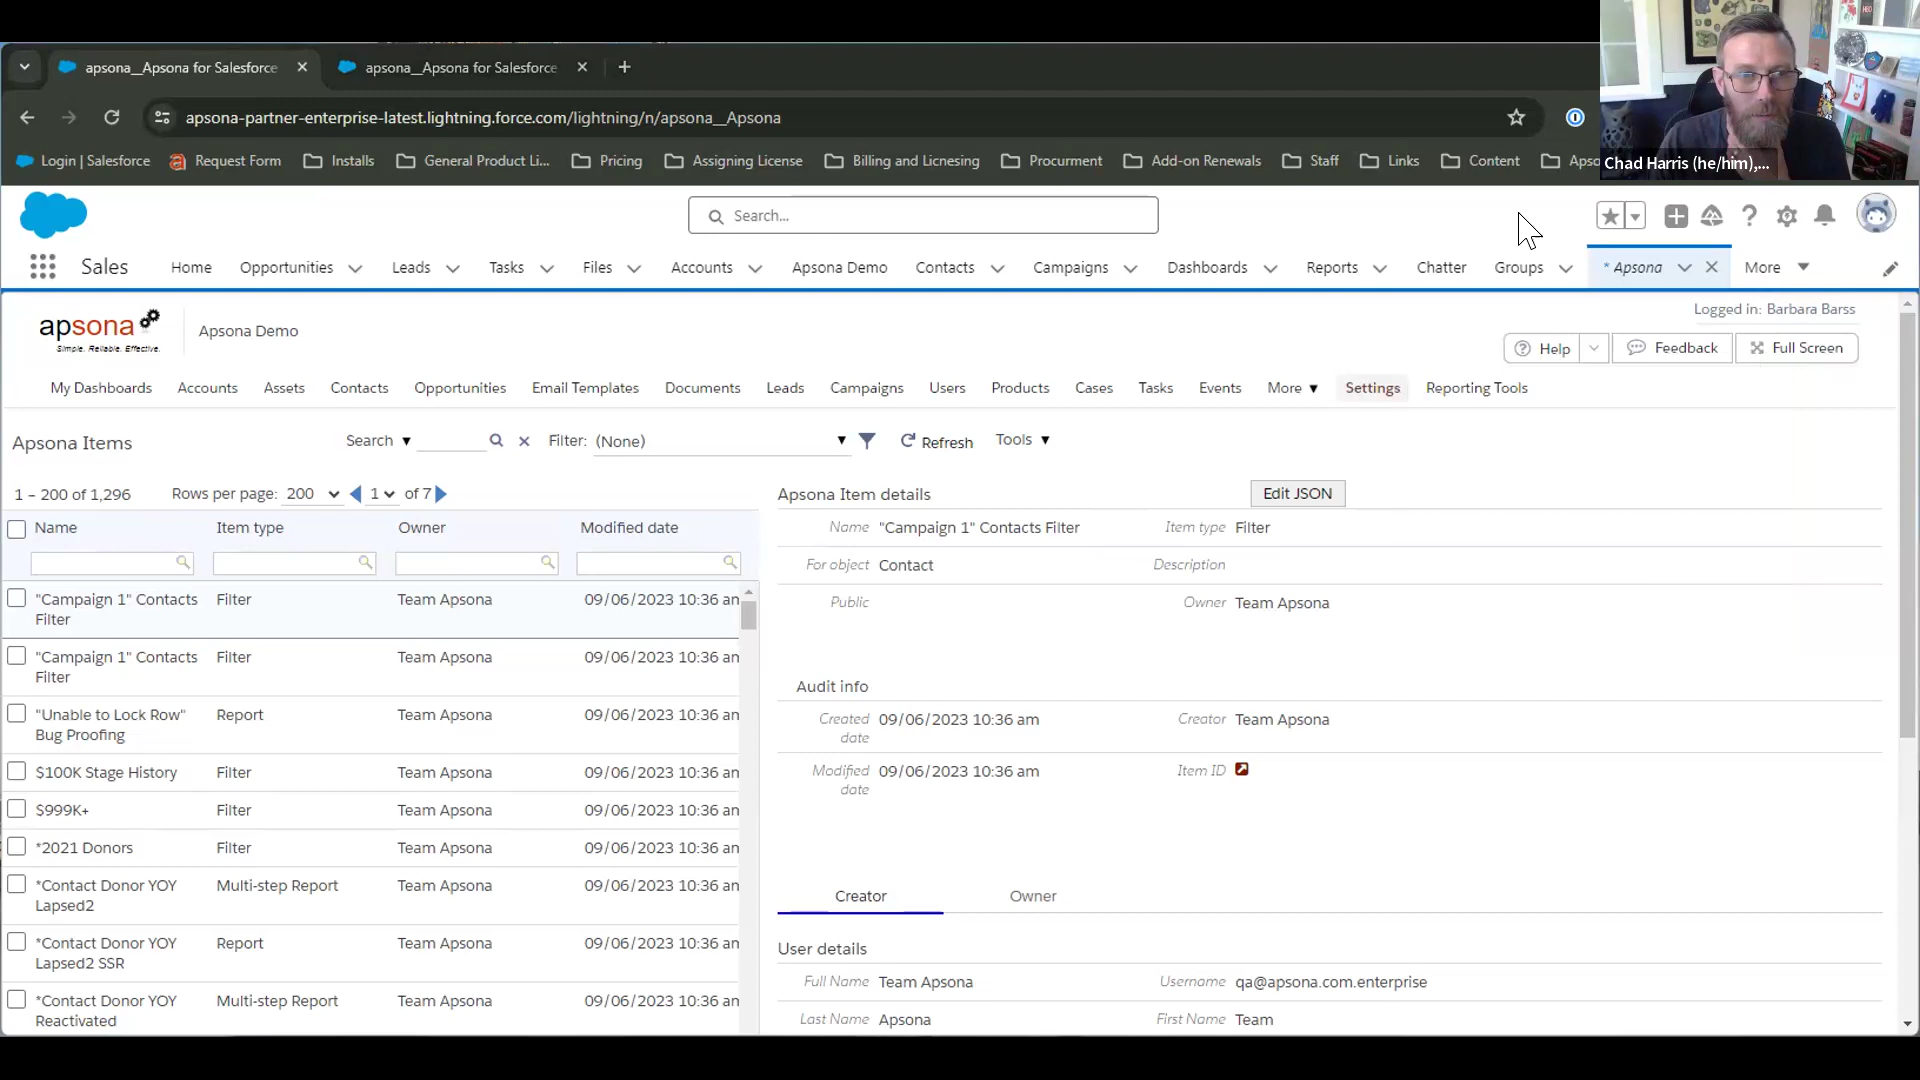 apsona__Apsona for Salesforce
apsona__Apsona for Salesforce
apsona-partner-enterprise-latest.lightning.force.com/lightning/n/apsona__Apsona
Login | Salesforce Request Form Installs General Product Li... Pricing Assigning License Billing and Licnesing Procurment Add-on Renewals Staff Links Content Apso
Chad Harris (he/him),...
Search...
Sales Home Opportunities Leads Tasks Files Accounts Apsona Demo Contacts Campaigns Dashboards Reports Chatter Groups * Apsona More
Logged in: Barbara Barss
apsona
Simple. Reliable. Effective.
Apsona Demo
Help Feedback Full Screen
My Dashboards Accounts Assets Contacts Opportunities Email Templates Documents Leads Campaigns Users Products Cases Tasks Events More ▼ Settings Reporting Tools
Apsona Items Search ▼ Filter: (None) ▼ Refresh Tools ▼
1 – 200 of 1,296 Rows per page: 200 1 of 7
Name Item type Owner Modified date
"Campaign 1" Contacts Filter Filter Team Apsona 09/06/2023 10:36 am
"Campaign 1" Contacts Filter Filter Team Apsona 09/06/2023 10:36 am
"Unable to Lock Row" Bug Proofing Report Team Apsona 09/06/2023 10:36 am
$100K Stage History Filter Team Apsona 09/06/2023 10:36 am
$999K+ Filter Team Apsona 09/06/2023 10:36 am
*2021 Donors Filter Team Apsona 09/06/2023 10:36 am
*Contact Donor YOY Lapsed2 Multi-step Report Team Apsona 09/06/2023 10:36 am
*Contact Donor YOY Lapsed2 SSR Report Team Apsona 09/06/2023 10:36 am
*Contact Donor YOY Reactivated Multi-step Report Team Apsona 09/06/2023 10:36 am
Apsona Item details Edit JSON
Name "Campaign 1" Contacts Filter Item type Filter
For object Contact Description
Public Owner Team Apsona
Audit info
Created date 09/06/2023 10:36 am Creator Team Apsona
Modified date 09/06/2023 10:36 am Item ID
Creator Owner
User details
Full Name Team Apsona Username qa@apsona.com.enterprise
Last Name Apsona First Name Team